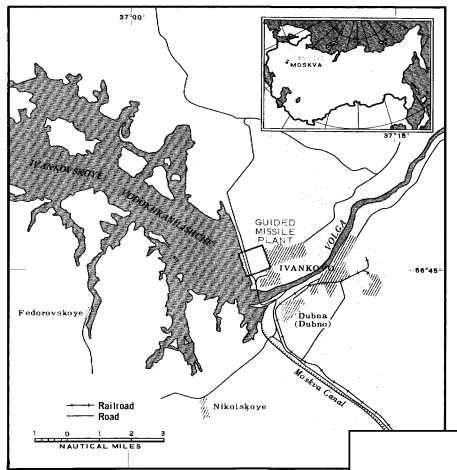 37°00'
MOSKVA
37°15'
IVANKOVSKOYE
VODOKHRANILISHCHE
GUIDED
MISSILE
PLANT
VOLGA
IVANKOVO
56°45'
Fedorovskoye
Dubna
(Dubno)
Moskva Canal
Nikolskoye
Railroad
Road
1 0 1 2 3
NAUTICAL MILES